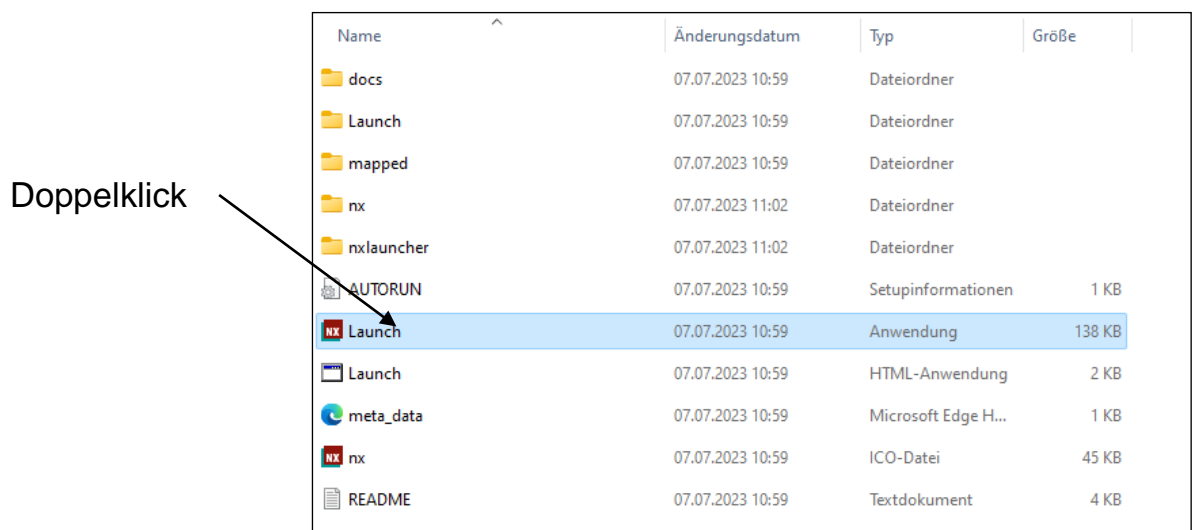 Name Änderungsdatum Typ Größe
docs 07.07.2023 10:59 Dateiordner
Launch 07.07.2023 10:59 Dateiordner
mapped 07.07.2023 10:59 Dateiordner
Doppelklick
nx 07.07.2023 11:02 Dateiordner
nxlauncher 07.07.2023 11:02 Dateiordner
AUTORUN 07.07.2023 10:59 Setupinformationen 1 KB
NX Launch 07.07.2023 10:59 Anwendung 138 KB
Launch 07.07.2023 10:59 HTML-Anwendung 2 KB
meta_data 07.07.2023 10:59 Microsoft Edge H... 1 KB
NX nx 07.07.2023 10:59 ICO-Datei 45 KB
README 07.07.2023 10:59 Textdokument 4 KB